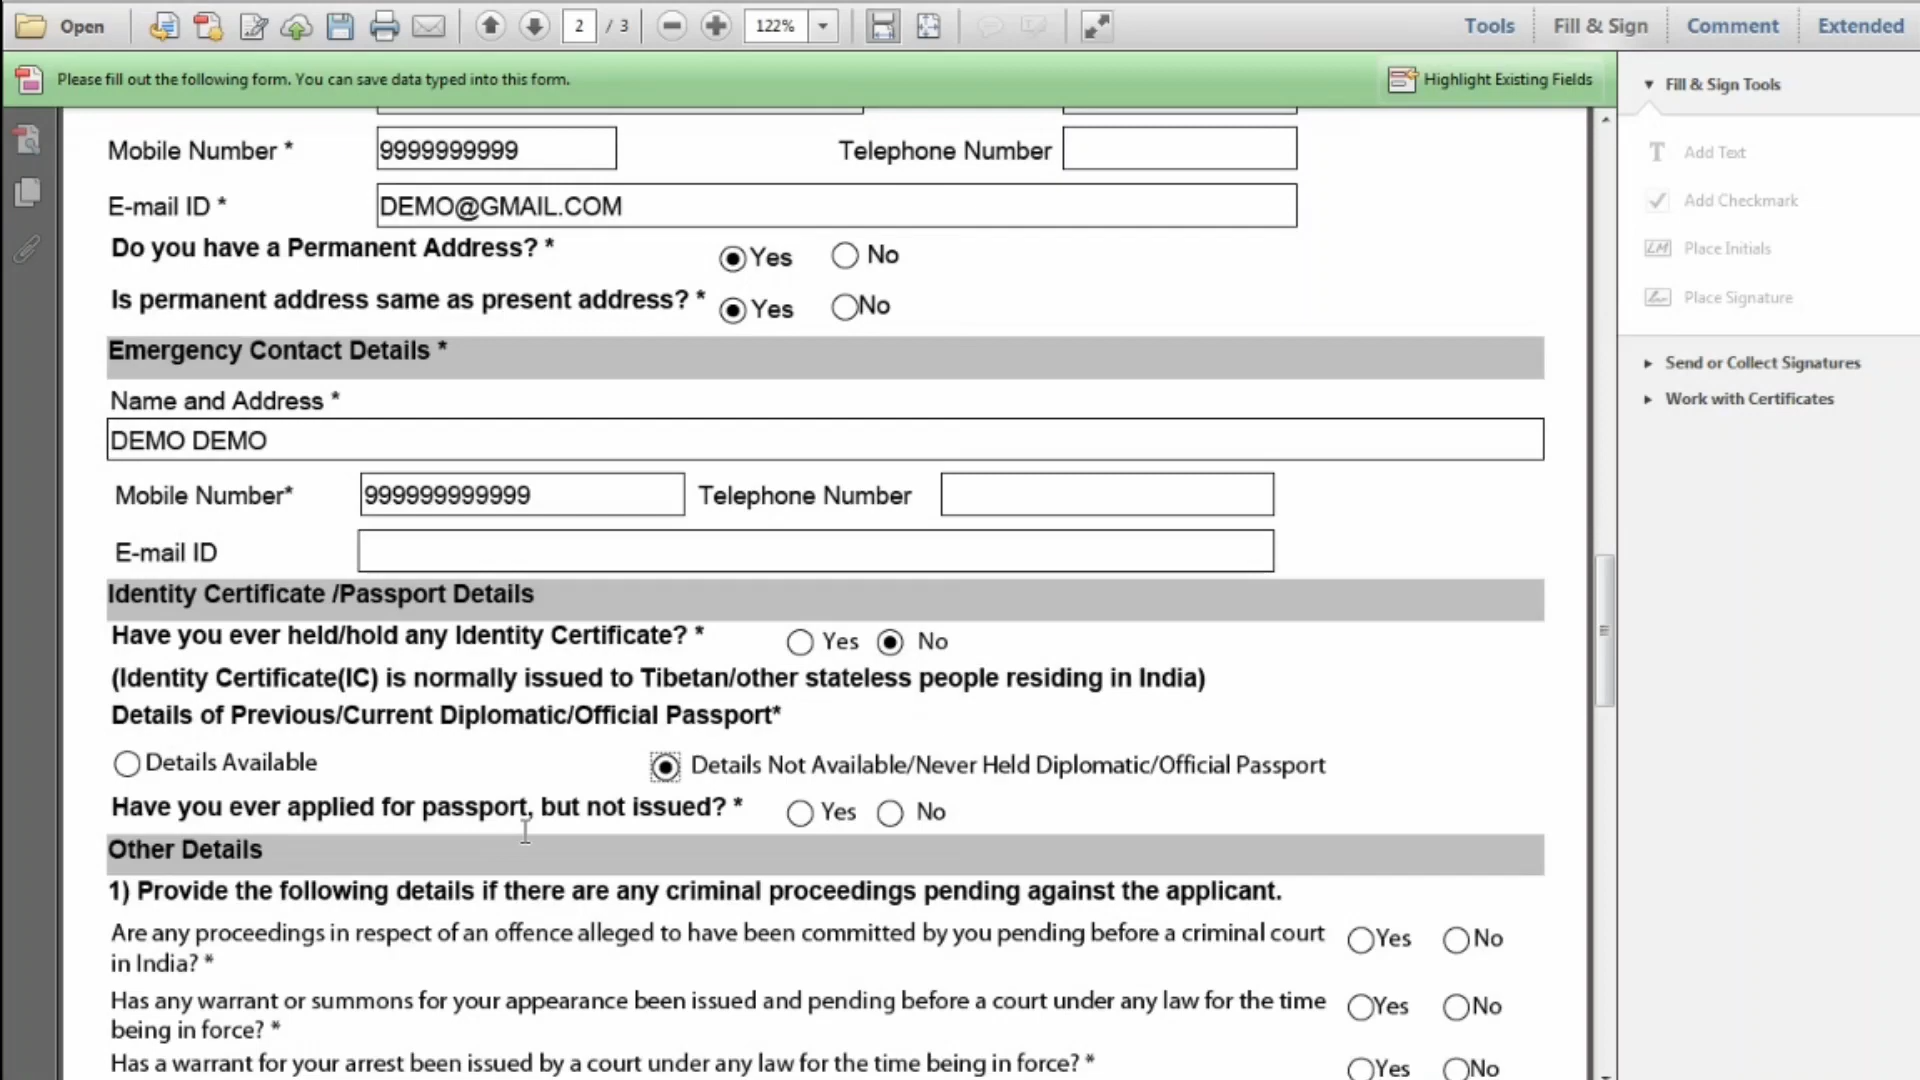 Open
2 / 3
122%
Tools
Fill & Sign
Comment
Extended
Please fill out the following form. You can save data typed into this form.
Highlight Existing Fields
Fill & Sign Tools
T Add Text
Add Checkmark
LM Place Initials
Place Signature
Send or Collect Signatures
Work with Certificates
Mobile Number * 9999999999 Telephone Number
E-mail ID * DEMO@GMAIL.COM
Do you have a Permanent Address? * Yes No
Is permanent address same as present address? * Yes No
Emergency Contact Details *
Name and Address *
DEMO DEMO
Mobile Number* 999999999999 Telephone Number
E-mail ID
Identity Certificate /Passport Details
Have you ever held/hold any Identity Certificate? * Yes No
(Identity Certificate(IC) is normally issued to Tibetan/other stateless people residing in India)
Details of Previous/Current Diplomatic/Official Passport*
Details Available Details Not Available/Never Held Diplomatic/Official Passport
Have you ever applied for passport, but not issued? * Yes No
Other Details
1) Provide the following details if there are any criminal proceedings pending against the applicant.
Are any proceedings in respect of an offence alleged to have been committed by you pending before a criminal court Yes No
in India? *
Has any warrant or summons for your appearance been issued and pending before a court under any law for the time Yes No
being in force? *
Has a warrant for your arrest been issued by a court under any law for the time being in force? * Yes No